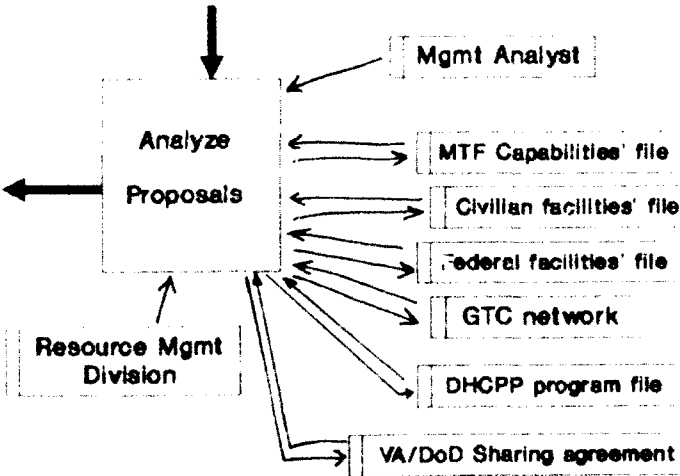 Mgmt Analyst
Analyze
Proposals
MTF Capabilities' file
Civilian facilities' file
Federal facilities' file
GTC network
Resource Mgmt
Division
DHCPP program file
VA/DoD Sharing agreement